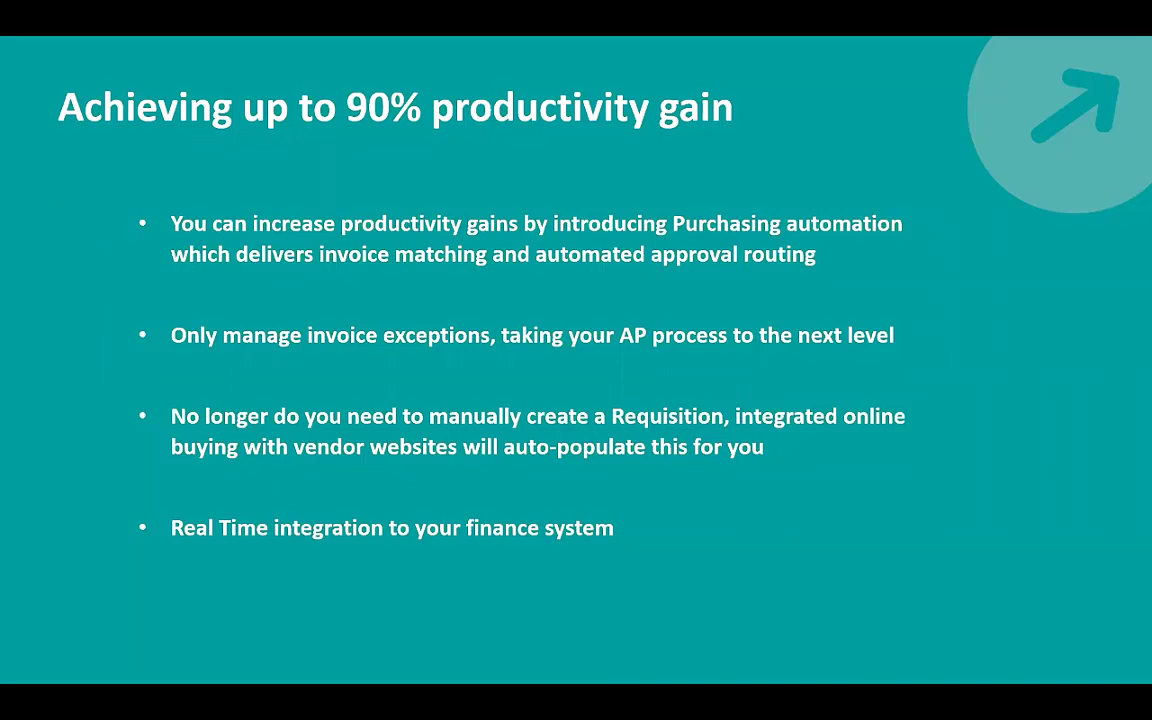 Achieving up to 90% productivity gain
• You can increase productivity gains by introducing Purchasing automation
which delivers invoice matching and automated approval routing
• Only manage invoice exceptions, taking your AP process to the next level
• No longer do you need to manually create a Requisition, integrated online
buying with vendor websites will auto-populate this for you
• Real Time integration to your finance system